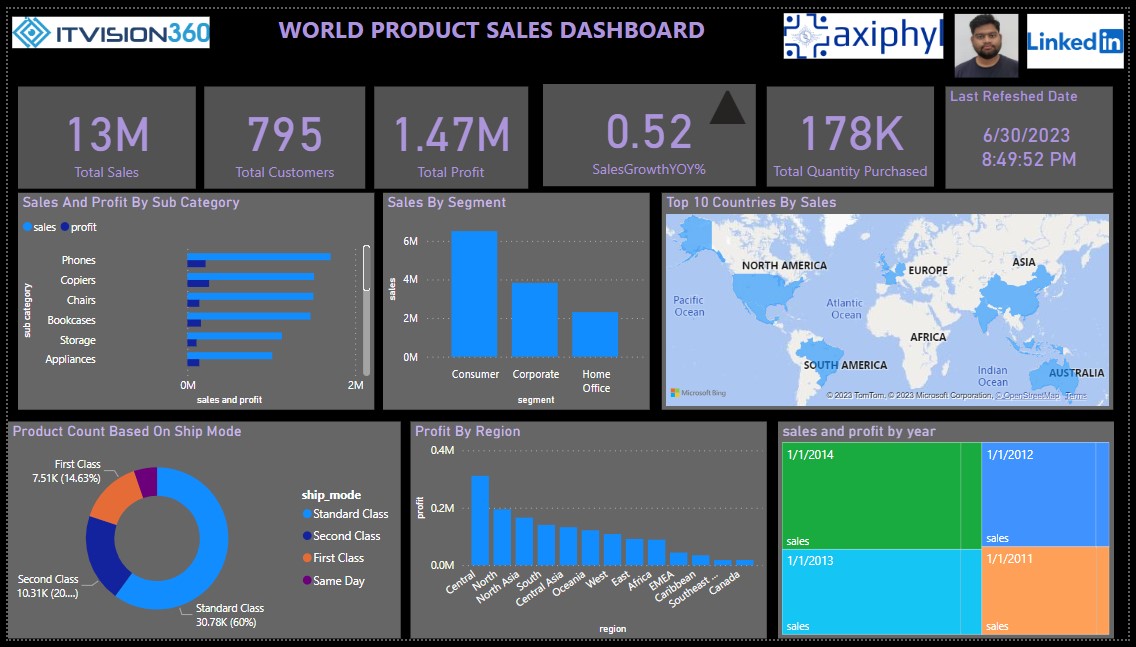 ITVISION360
WORLD PRODUCT SALES DASHBOARD
axiphyl
Linkedin
13M
Total Sales
795
Total Customers
1.47M
Total Profit
0.52
SalesGrowthYOY%
178K
Total Quantity Purchased
Last Refeshed Date
6/30/2023
8:49:52 PM
Sales And Profit By Sub Category
sales profit
sub category
Phones
Copiers
Chairs
Bookcases
Storage
Appliances
0M 2M
sales and profit
Sales By Segment
sales
6M
4M
2M
0M
Consumer Corporate Home
Office
segment
Top 10 Countries By Sales
NORTH AMERICA
EUROPE
ASIA
Pacific
Ocean
Atlantic
Ocean
AFRICA
SOUTH AMERICA
Indian
Ocean
AUSTRALIA
Microsoft Bing
© 2023 TomTom, © 2023 Microsoft Corporation, © OpenStreetMap Terms
Product Count Based On Ship Mode
First Class
7.51K (14.63%)
Second Class
10.31K (20....)
Standard Class
30.78K (60%)
ship_mode
Standard Class
Second Class
First Class
Same Day
Profit By Region
profit
0.4M
0.2M
0.0M
Central
North
North Asia
South
Central Asia
Oceania
West
East
Africa
EMEA
Caribbean
Southeast ...
Canada
region
sales and profit by year
1/1/2014
sales
1/1/2012
sales
1/1/2013
sales
1/1/2011
sales